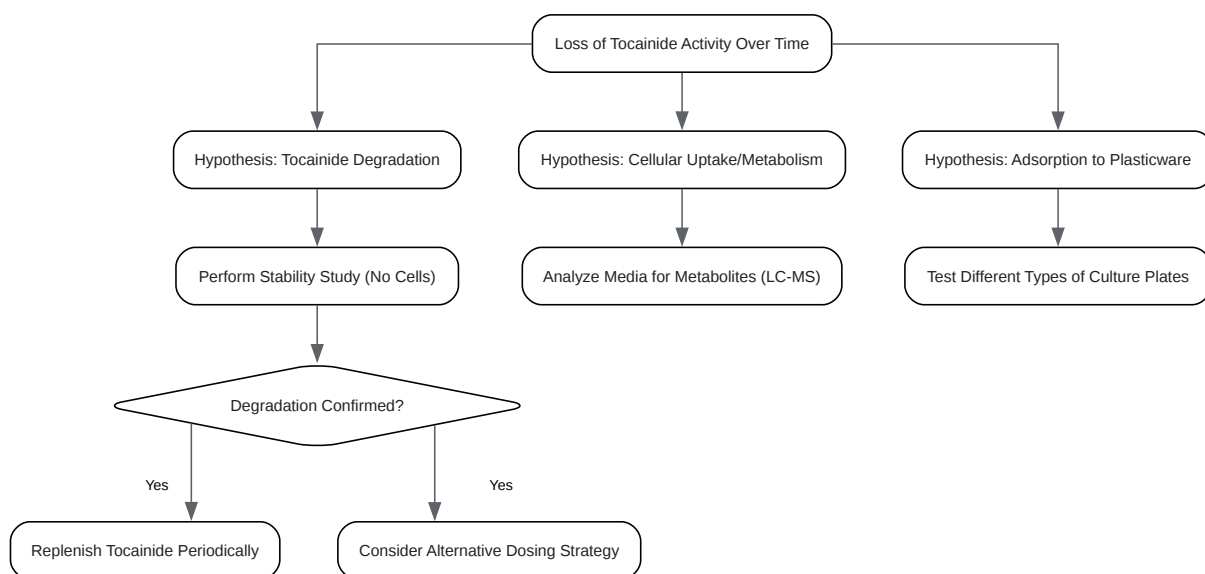 Loss of Tocainide Activity Over Time
Hypothesis: Tocainide Degradation
Hypothesis: Cellular Uptake/Metabolism
Hypothesis: Adsorption to Plasticware
Perform Stability Study (No Cells)
Analyze Media for Metabolites (LC-MS)
Test Different Types of Culture Plates
Degradation Confirmed?
Yes
Yes
Replenish Tocainide Periodically
Consider Alternative Dosing Strategy